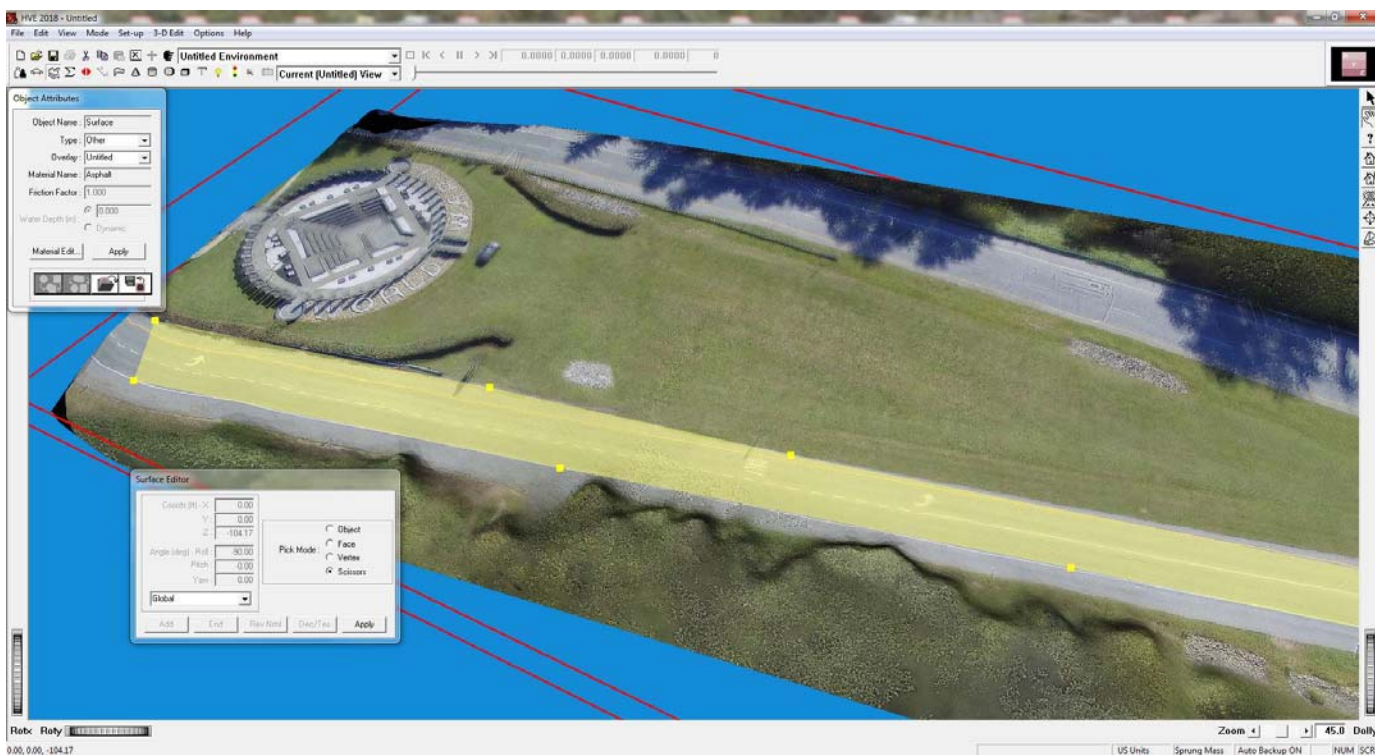 HVE 2018 - Untitled
File Edit View Mode Set-up 3-D Edit Options Help
Untitled Environment
0.0000 0.0000 0.0000 0.0000 0
Current (Untitled) View
Object Attributes
Object Name : Surface
Type : Other
Overlay : Untitled
Material Name : Asphalt
Friction Factor : 1.000
Water Depth (in) : 0.000
Dynamic
Material Edit... Apply
Surface Editor
Coords (ft) - X : 0.00
Y : 0.00
Z : -104.17
Angle (deg) - Roll : -90.00
Pitch : 0.00
Yaw : 0.00
Global
Pick Mode :
Object
Face
Vertex
Scissors
Add End Rev Nrml Dec/Tes Apply
Rotx Roty
Zoom 45.0 Dolly
0.00, 0.00, -104.17
US Units Sprung Mass Auto Backup ON NUM SCR